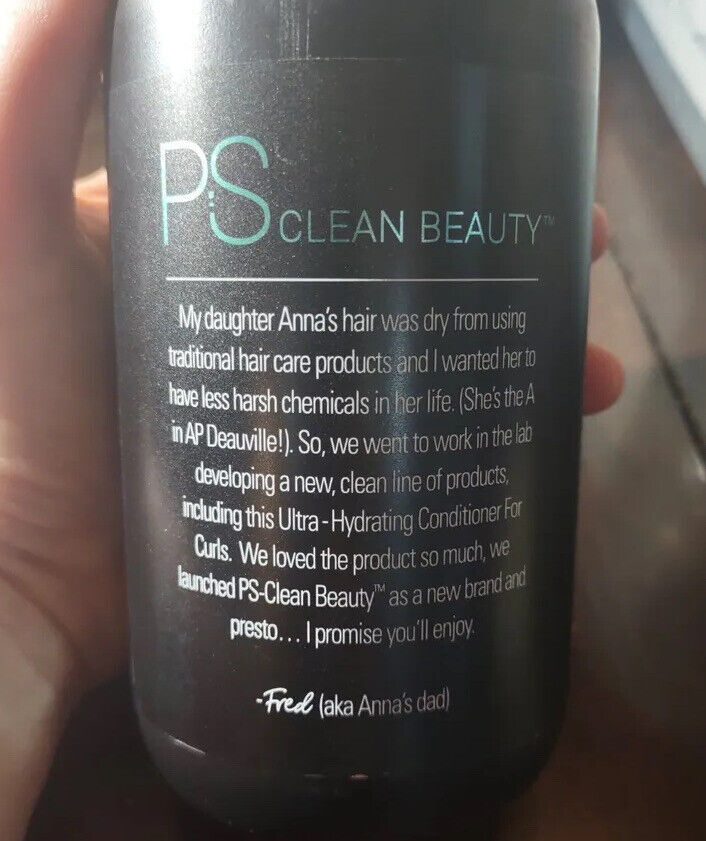 PS CLEAN BEAUTY™
My daughter Anna's hair was dry from using
traditional hair care products and I wanted her to
have less harsh chemicals in her life. (She's the A
in AP Deauville!). So, we went to work in the lab
developing a new, clean line of products,
including this Ultra-Hydrating Conditioner For
Curls. We loved the product so much, we
launched PS-Clean Beauty™ as a new brand and
presto... I promise you'll enjoy.
-Fred (aka Anna's dad)